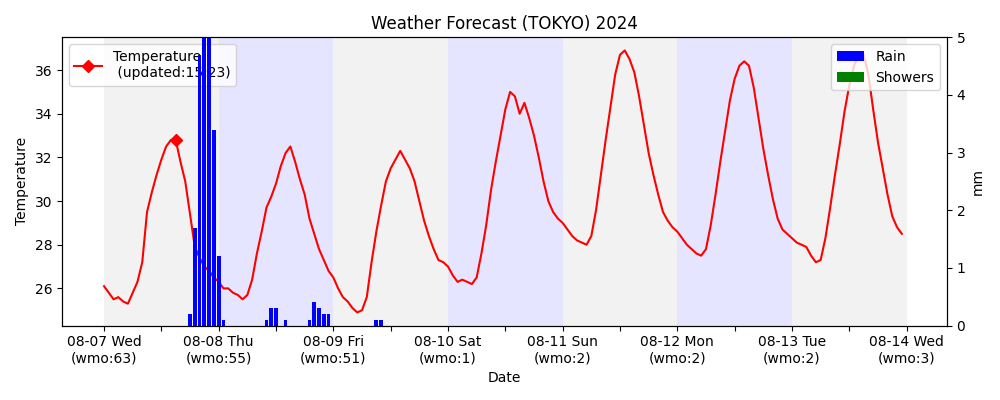 Weather Forecast (TOKYO) 2024
Temperature
(updated:15:23)
Rain
Showers
Temperature
36
34
32
30
28
26
5
4
3
2
1
0
mm
08-07 Wed
(wmo:63)
08-08 Thu
(wmo:55)
08-09 Fri
(wmo:51)
08-10 Sat
(wmo:1)
08-11 Sun
(wmo:2)
08-12 Mon
(wmo:2)
08-13 Tue
(wmo:2)
08-14 Wed
(wmo:3)
Date